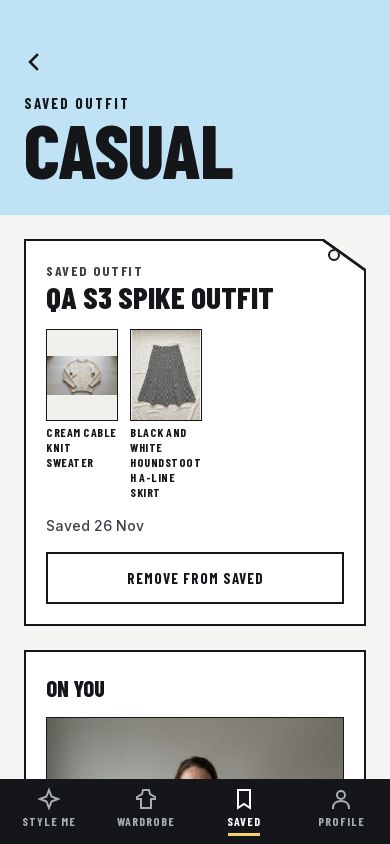 SAVED OUTFIT
CASUAL
SAVED OUTFIT
QA S3 SPIKE OUTFIT
CREAM CABLE
KNIT
SWEATER
BLACK AND
WHITE
HOUNDSTOOT
H A-LINE
SKIRT
Saved 26 Nov
REMOVE FROM SAVED
ON YOU
STYLE ME
WARDROBE
SAVED
PROFILE